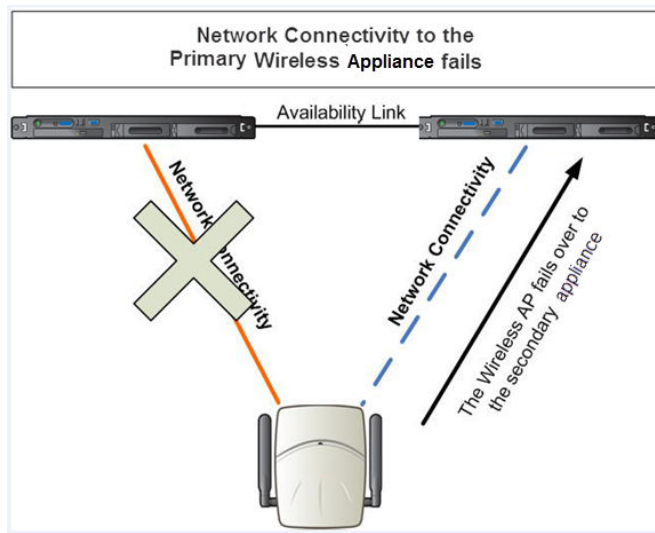 Network Connectivity to the
Primary Wireless Appliance fails
Availability Link
Network Connectivity
Network Connectivity
The Wireless AP fails over to
the secondary appliance